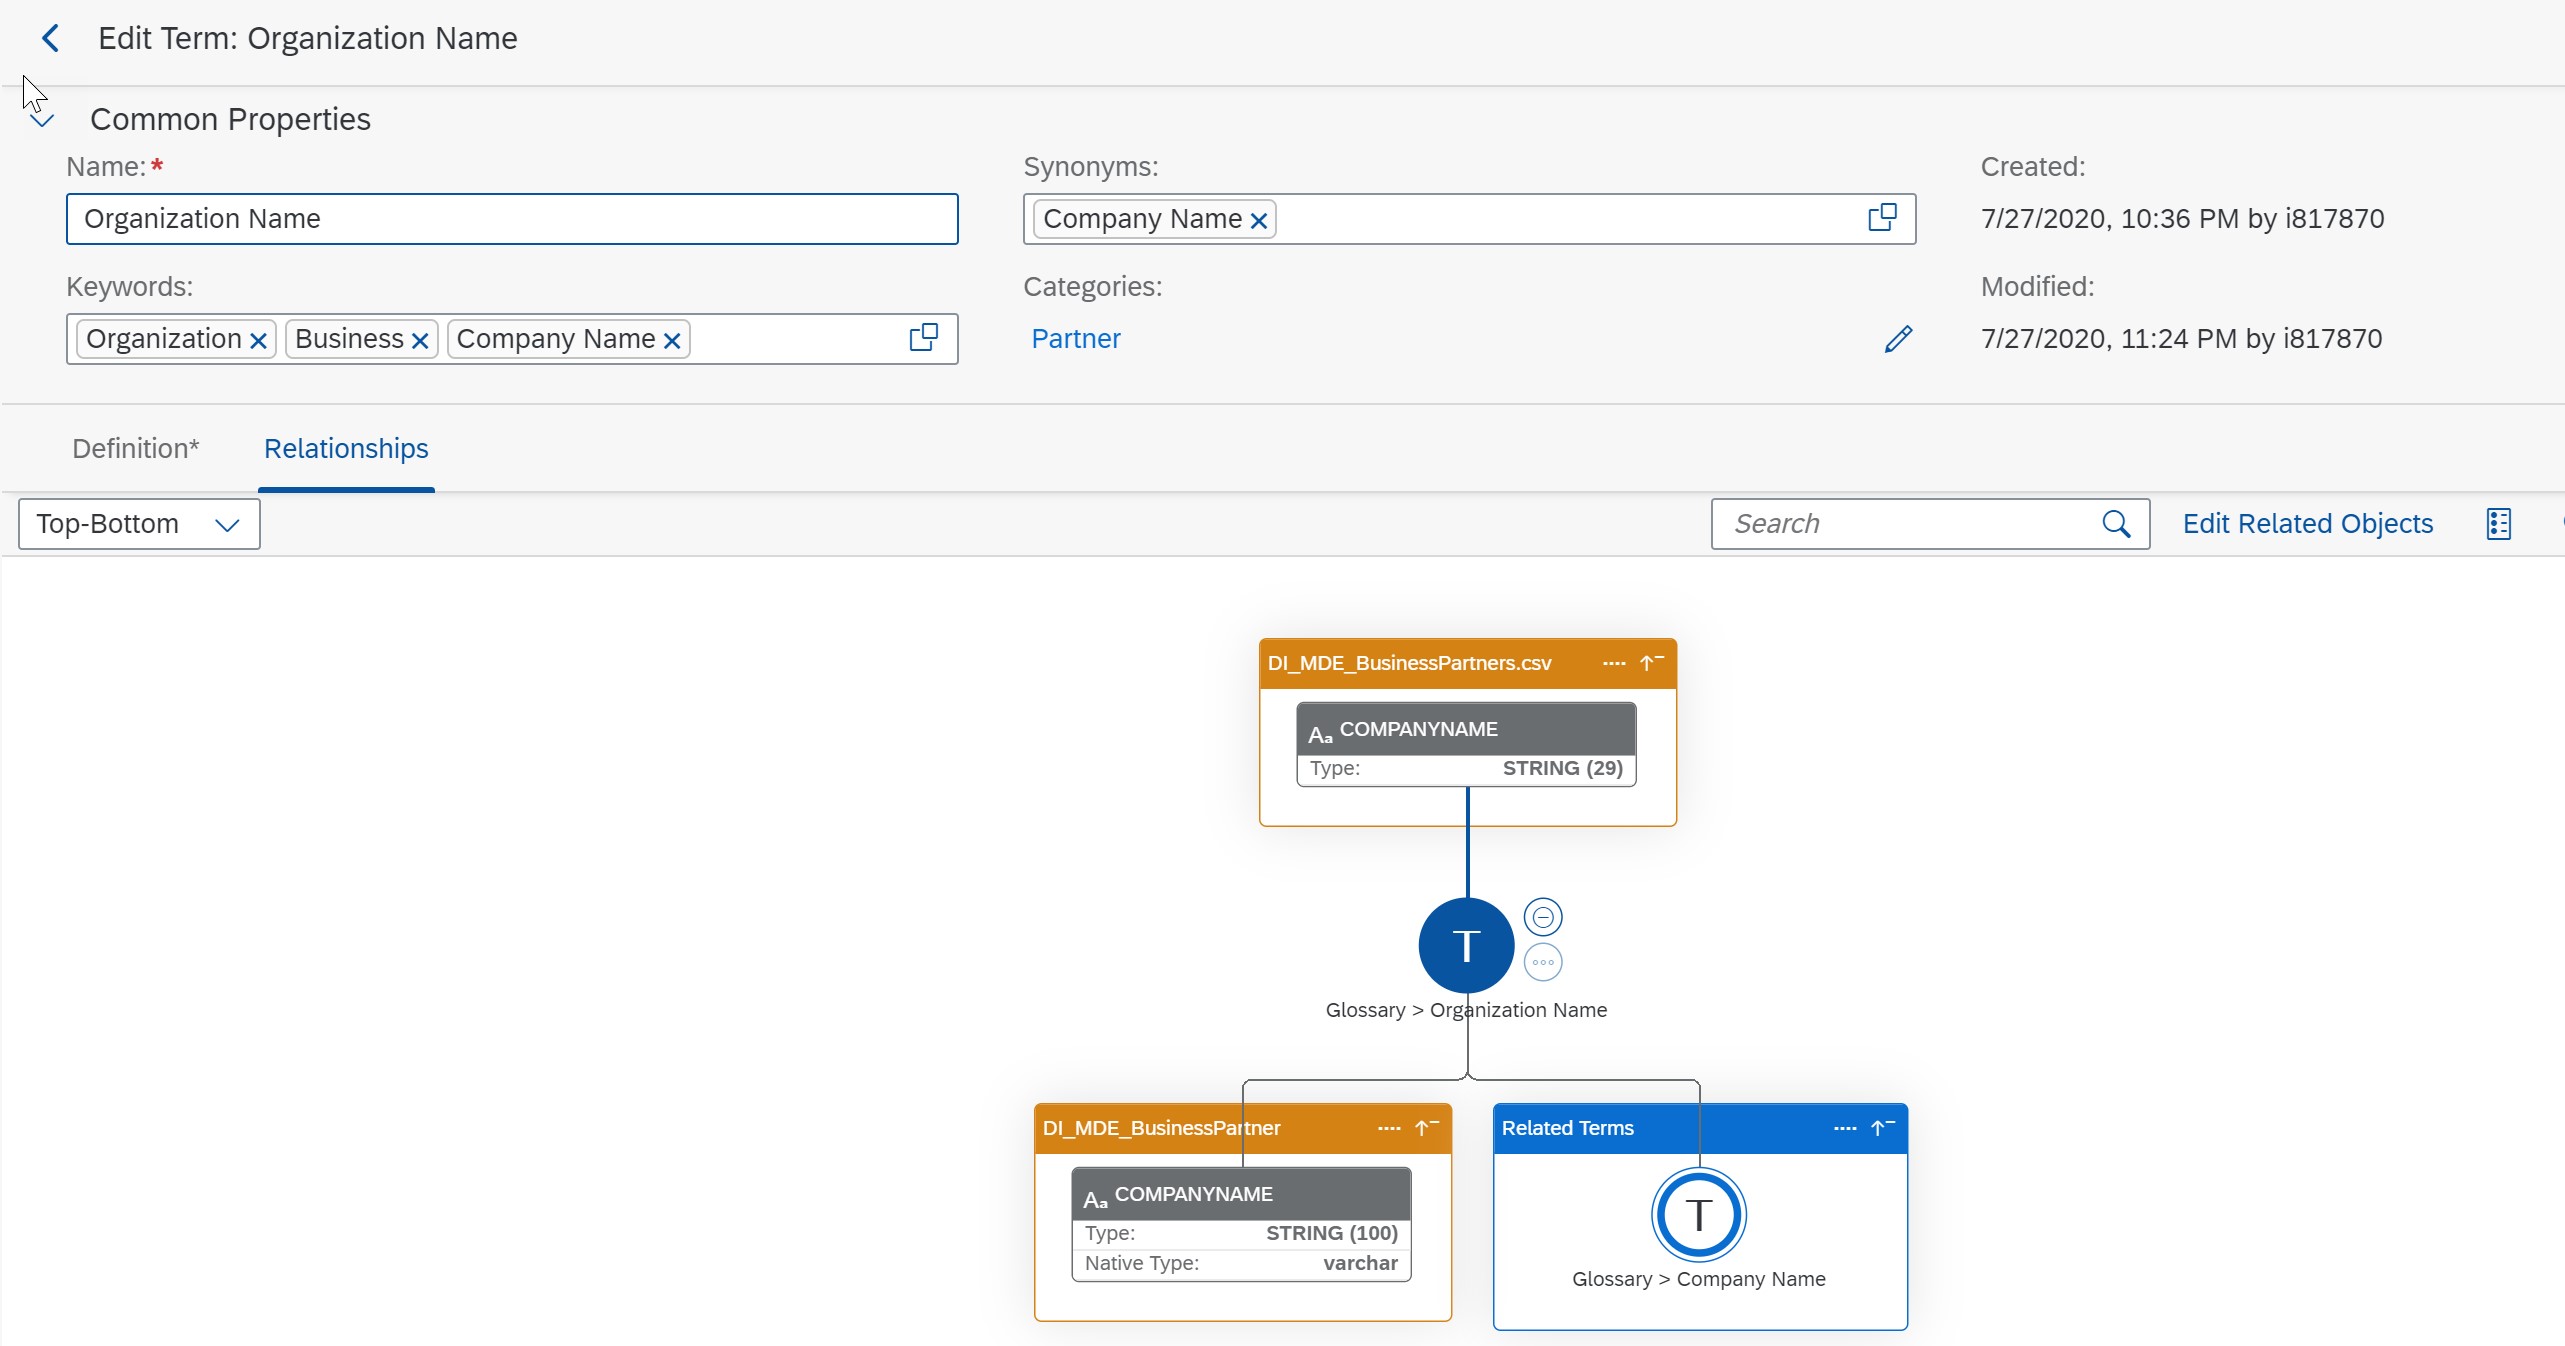 Edit Term: Organization Name
Common Properties
Name:*
Organization Name
Synonyms:
Company Name
Created:
7/27/2020, 10:36 PM by i817870
Keywords:
Organization Business Company Name
Categories:
Partner
Modified:
7/27/2020, 11:24 PM by i817870
Definition* Relationships
Top-Bottom
Search
Edit Related Objects
DI_MDE_BusinessPartners.csv
Aa COMPANYNAME
Type: STRING (29)
T
Glossary > Organization Name
DI_MDE_BusinessPartner
Aa COMPANYNAME
Type: STRING (100)
Native Type: varchar
Related Terms
T
Glossary > Company Name